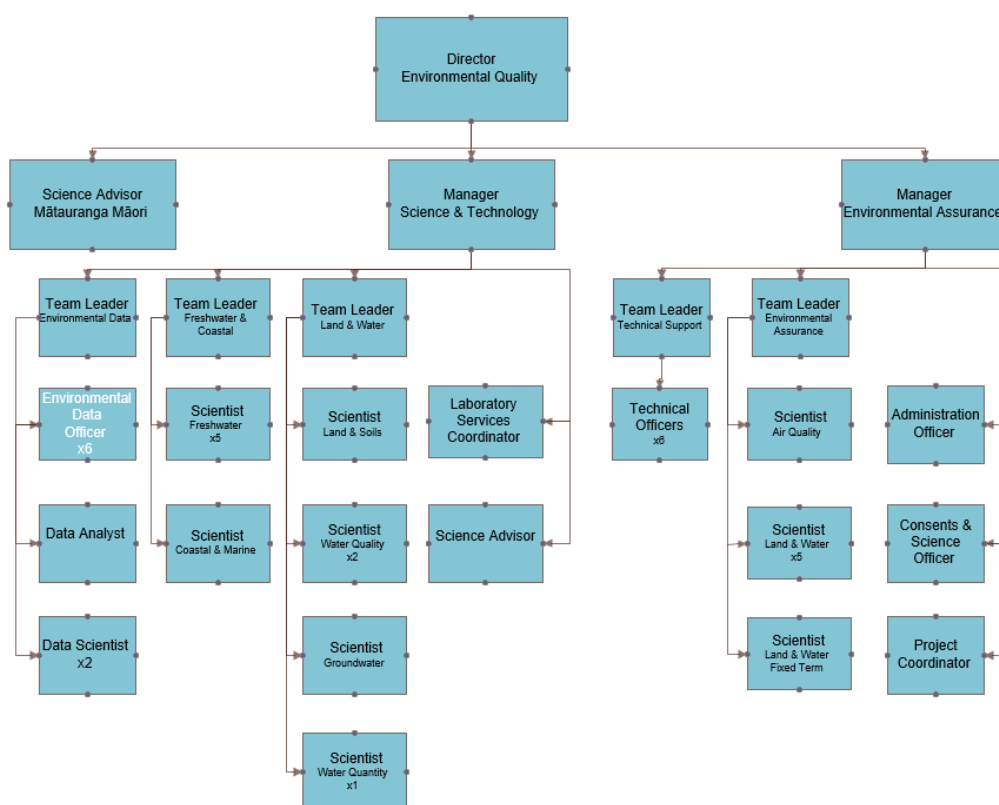 Director
Environmental Quality
Science Advisor
Mātauranga Māori
Manager
Science & Technology
Manager
Environmental Assurance
Team Leader
Environmental Data
Team Leader
Freshwater &
Coastal
Team Leader
Land & Water
Team Leader
Technical Support
Team Leader
Environmental
Assurance
Environmental
Data
Officer
x6
Scientist
Freshwater
x5
Scientist
Land & Soils
Laboratory
Services
Coordinator
Technical
Officers
x6
Scientist
Air Quality
Administration
Officer
Data Analyst
Scientist
Coastal & Marine
Scientist
Water Quality
x2
Science Advisor
Scientist
Land & Water
x5
Consents &
Science
Officer
Data Scientist
x2
Scientist
Groundwater
Scientist
Land & Water
Fixed Term
Project
Coordinator
Scientist
Water Quantity
x1